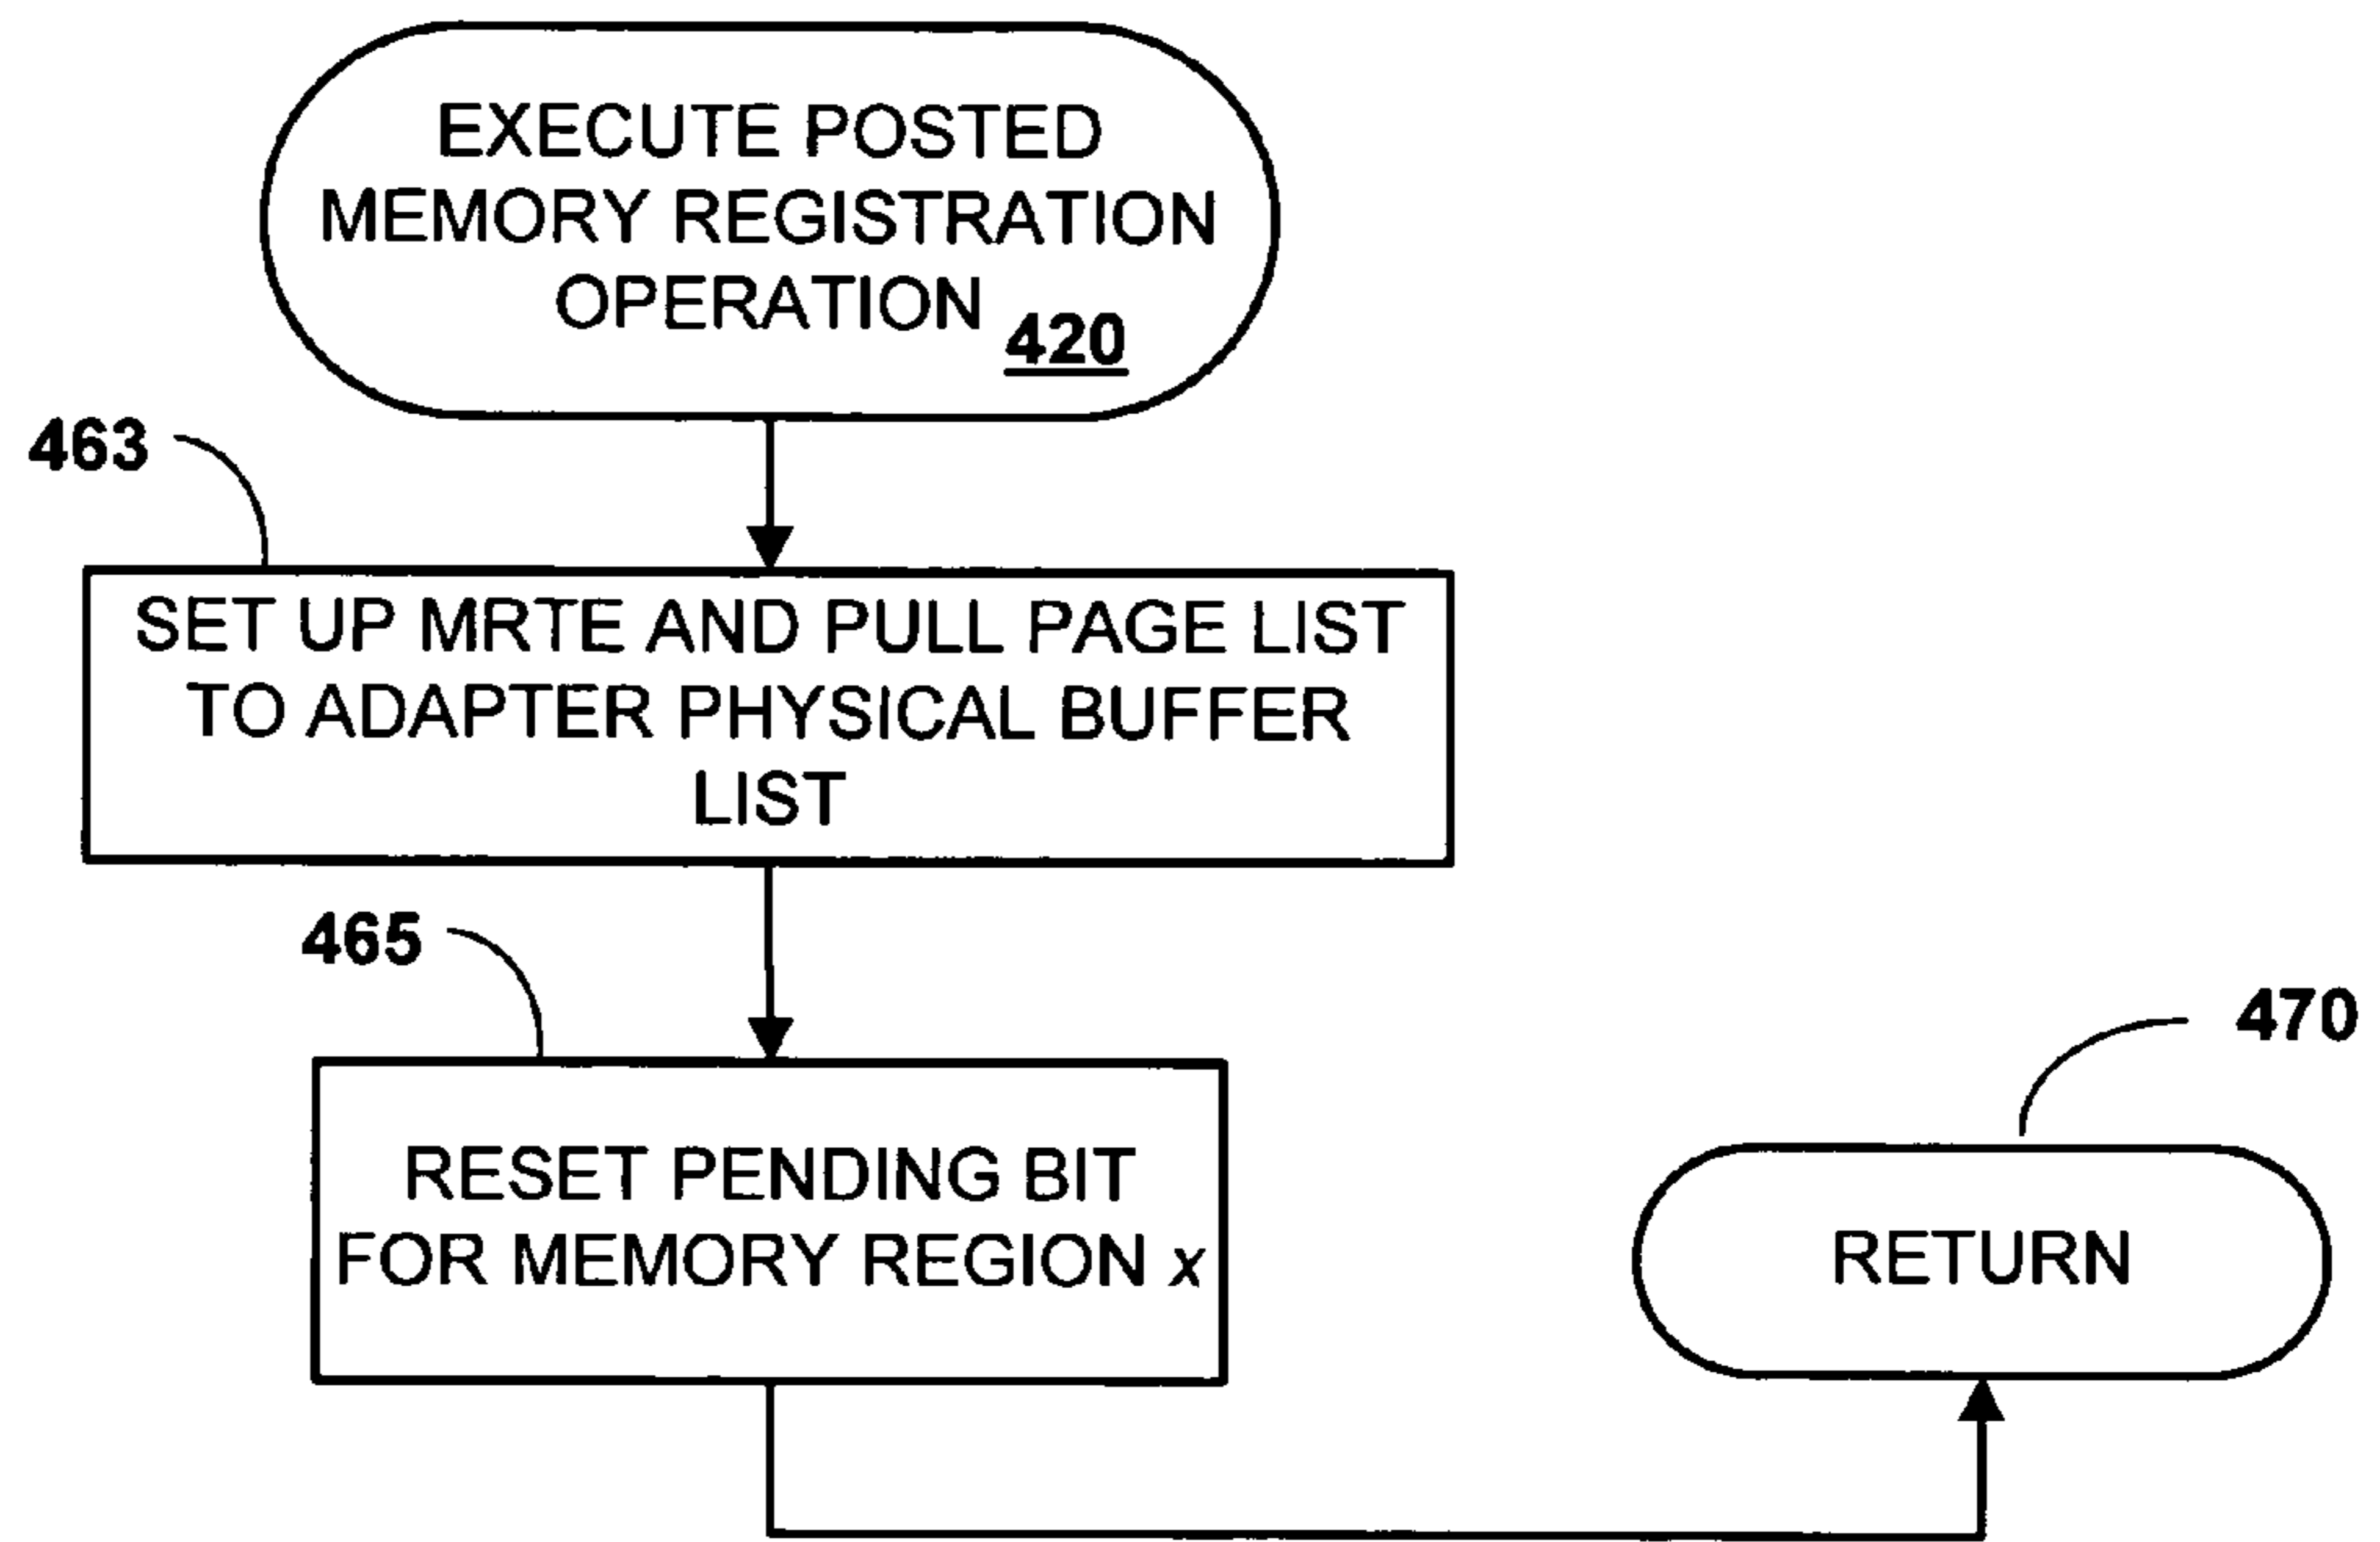 EXECUTE POSTED
MEMORY REGISTRATION
OPERATION 420
463
SET UP MRTE AND PULL PAGE LIST
TO ADAPTER PHYSICAL BUFFER
LIST
465
RESET PENDING BIT
FOR MEMORY REGION x
470
RETURN